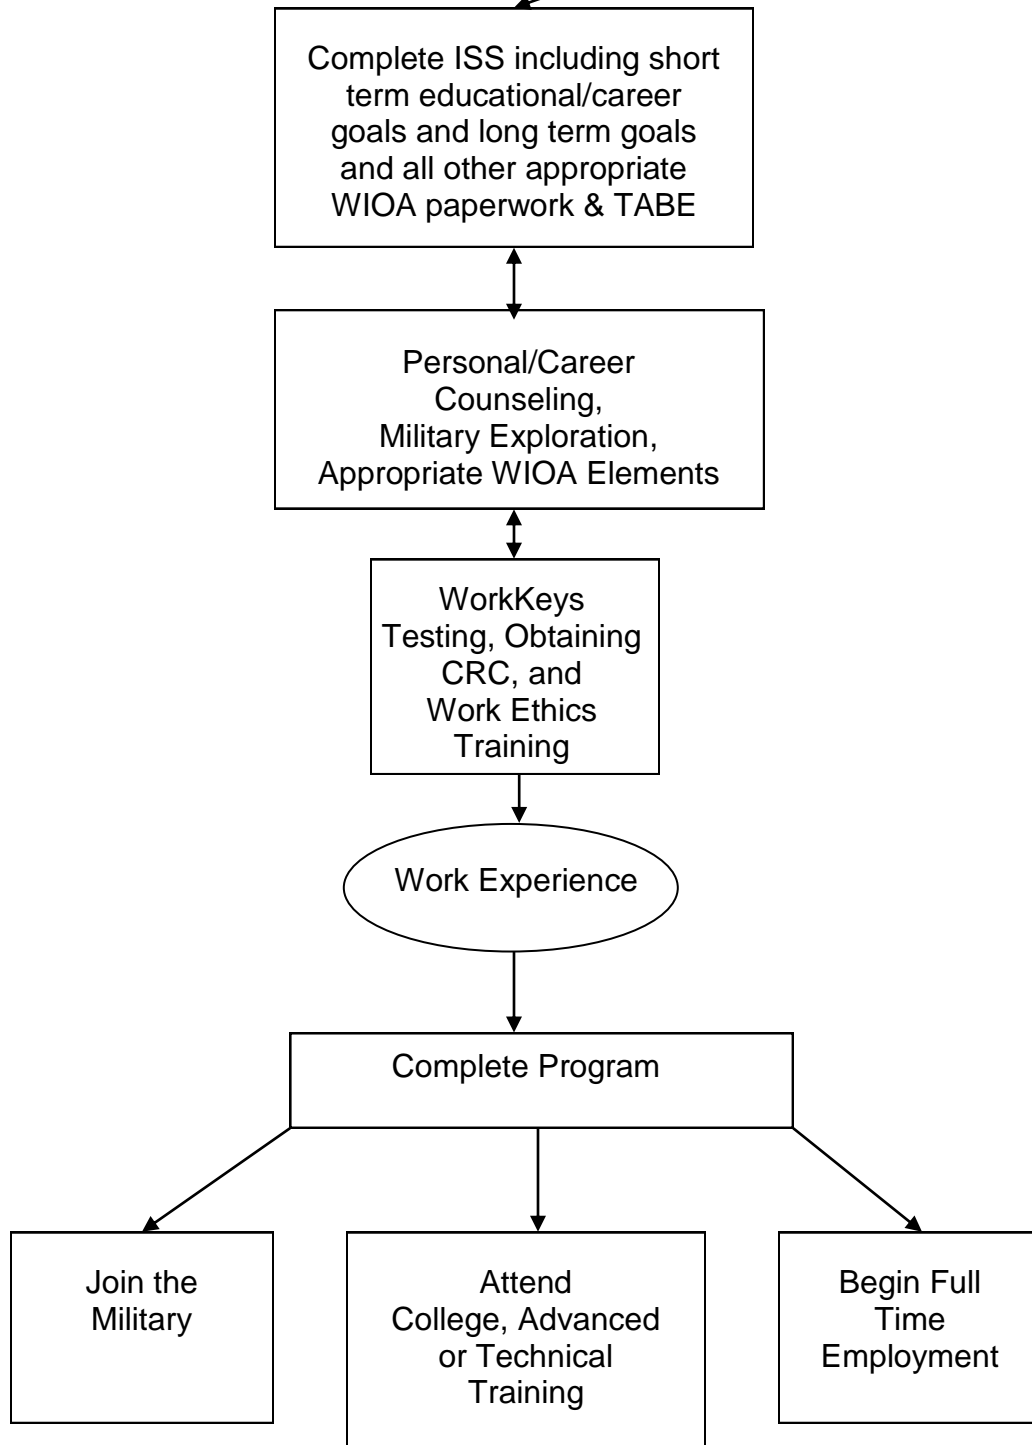 Complete ISS including short
term educational/career
goals and long term goals
and all other appropriate
WIOA paperwork & TABE
Personal/Career
Counseling,
Military Exploration,
Appropriate WIOA Elements
WorkKeys
Testing, Obtaining
CRC, and
Work Ethics
Training
Work Experience
Complete Program
Join the
Military
Attend
College, Advanced
or Technical
Training
Begin Full
Time
Employment